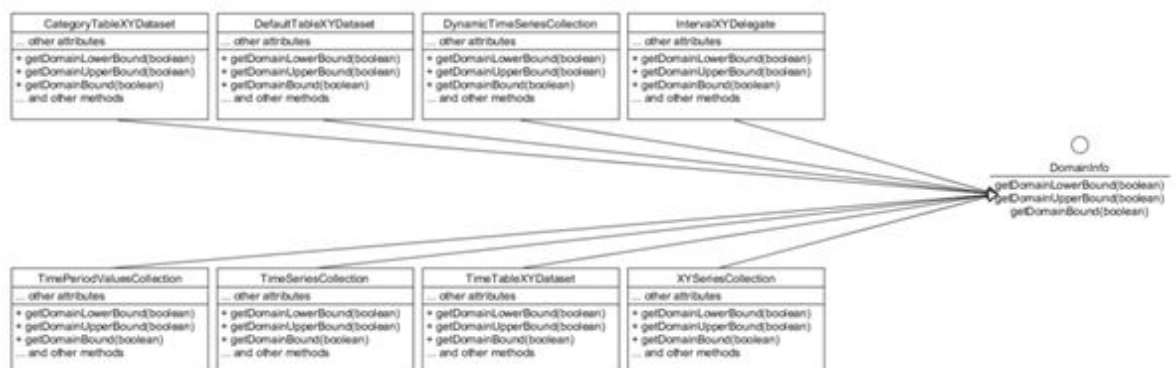 CategoryTableXYDataset
... other attributes
+ getDomainLowerBound(boolean)
+ getDomainUpperBound(boolean)
+ getDomainBound(boolean)
... and other methods
DefaultTableXYDataset
... other attributes
+ getDomainLowerBound(boolean)
+ getDomainUpperBound(boolean)
+ getDomainBound(boolean)
... and other methods
DynamicTimeSeriesCollection
... other attributes
+ getDomainLowerBound(boolean)
+ getDomainUpperBound(boolean)
+ getDomainBound(boolean)
... and other methods
IntervalXYDelegate
... other attributes
+ getDomainLowerBound(boolean)
+ getDomainUpperBound(boolean)
+ getDomainBound(boolean)
... and other methods
DomainInfo
getDomainLowerBound(boolean)
getDomainUpperBound(boolean)
getDomainBound(boolean)
TimePeriodValuesCollection
... other attributes
+ getDomainLowerBound(boolean)
+ getDomainUpperBound(boolean)
+ getDomainBound(boolean)
... and other methods
TimeSeriesCollection
... other attributes
+ getDomainLowerBound(boolean)
+ getDomainUpperBound(boolean)
+ getDomainBound(boolean)
... and other methods
TimeTableXYDataset
... other attributes
+ getDomainLowerBound(boolean)
+ getDomainUpperBound(boolean)
+ getDomainBound(boolean)
... and other methods
XYSeriesCollection
... other attributes
+ getDomainLowerBound(boolean)
+ getDomainUpperBound(boolean)
+ getDomainBound(boolean)
... and other methods